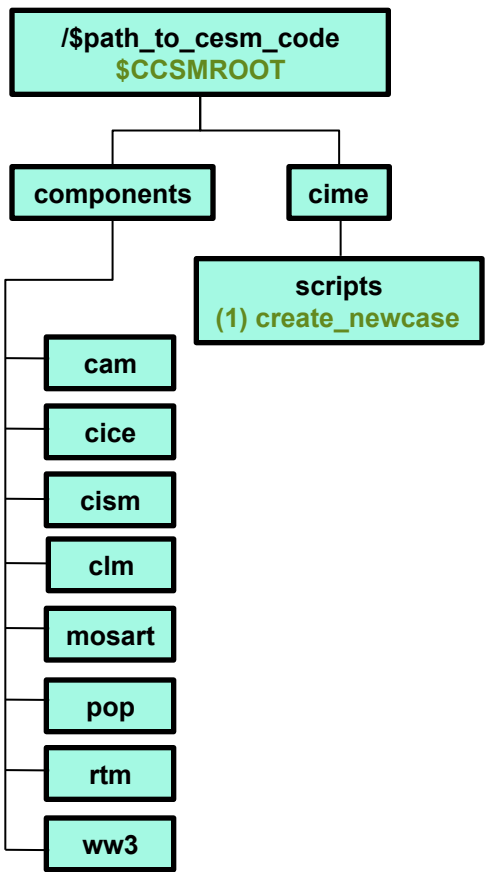 /$path_to_cesm_code
$CCSMROOT
components
cime
scripts
(1) create_newcase
cam
cice
cism
clm
mosart
pop
rtm
ww3